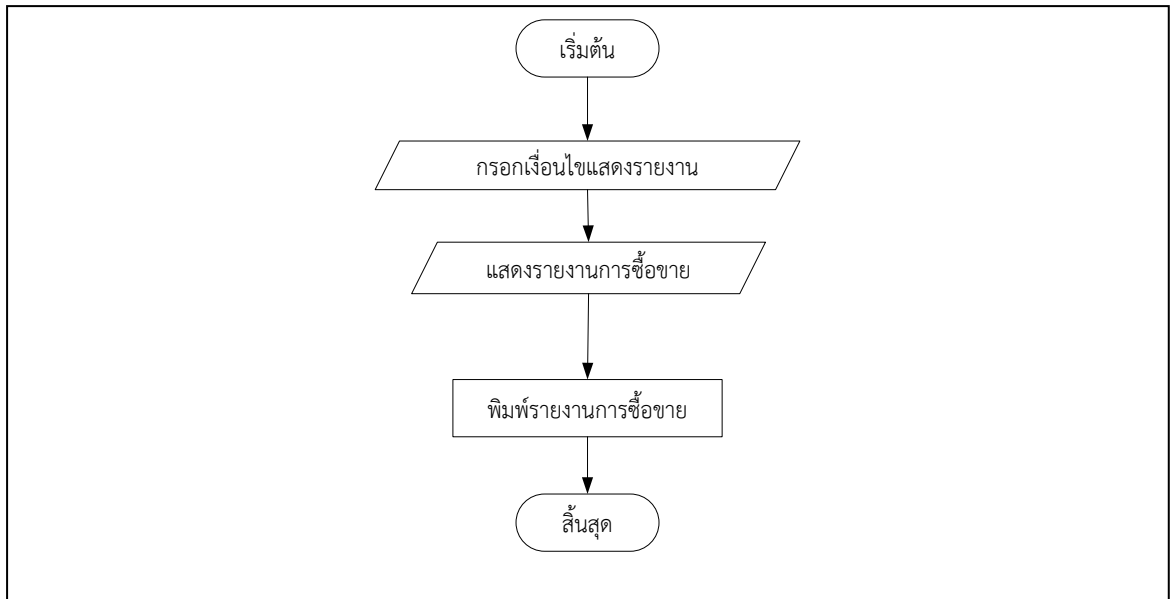 เริ่มต้น
กรอกเงื่อนไขแสดงรายงาน
แสดงรายงานการซื้อขาย
พิมพ์รายงานการซื้อขาย
สิ้นสุด